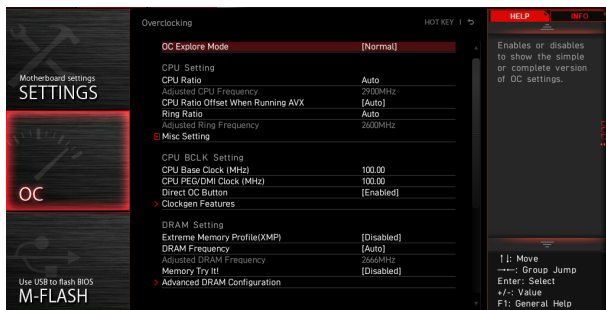 Motherboard settings
SETTINGS
OC
Use USB to flash BIOS
M-FLASH
Overclocking
HOT KEY
OC Explore Mode [Normal]
CPU Setting
CPU Ratio Auto
Adjusted CPU Frequency 2900MHz
CPU Ratio Offset When Running AVX [Auto]
Ring Ratio Auto
Adjusted Ring Frequency 2600MHz
Misc Setting
CPU BCLK Setting
CPU Base Clock (MHz) 100.00
CPU PEG/DMI Clock (MHz) 100.00
Direct OC Button [Enabled]
Clockgen Features
DRAM Setting
Extreme Memory Profile(XMP) [Disabled]
DRAM Frequency [Auto]
Adjusted DRAM Frequency 2666MHz
Memory Try It! [Disabled]
Advanced DRAM Configuration
HELP
INFO
Enables or disables
to show the simple
or complete version
of OC settings.
↑↓: Move
→←: Group Jump
Enter: Select
+/-: Value
F1: General Help